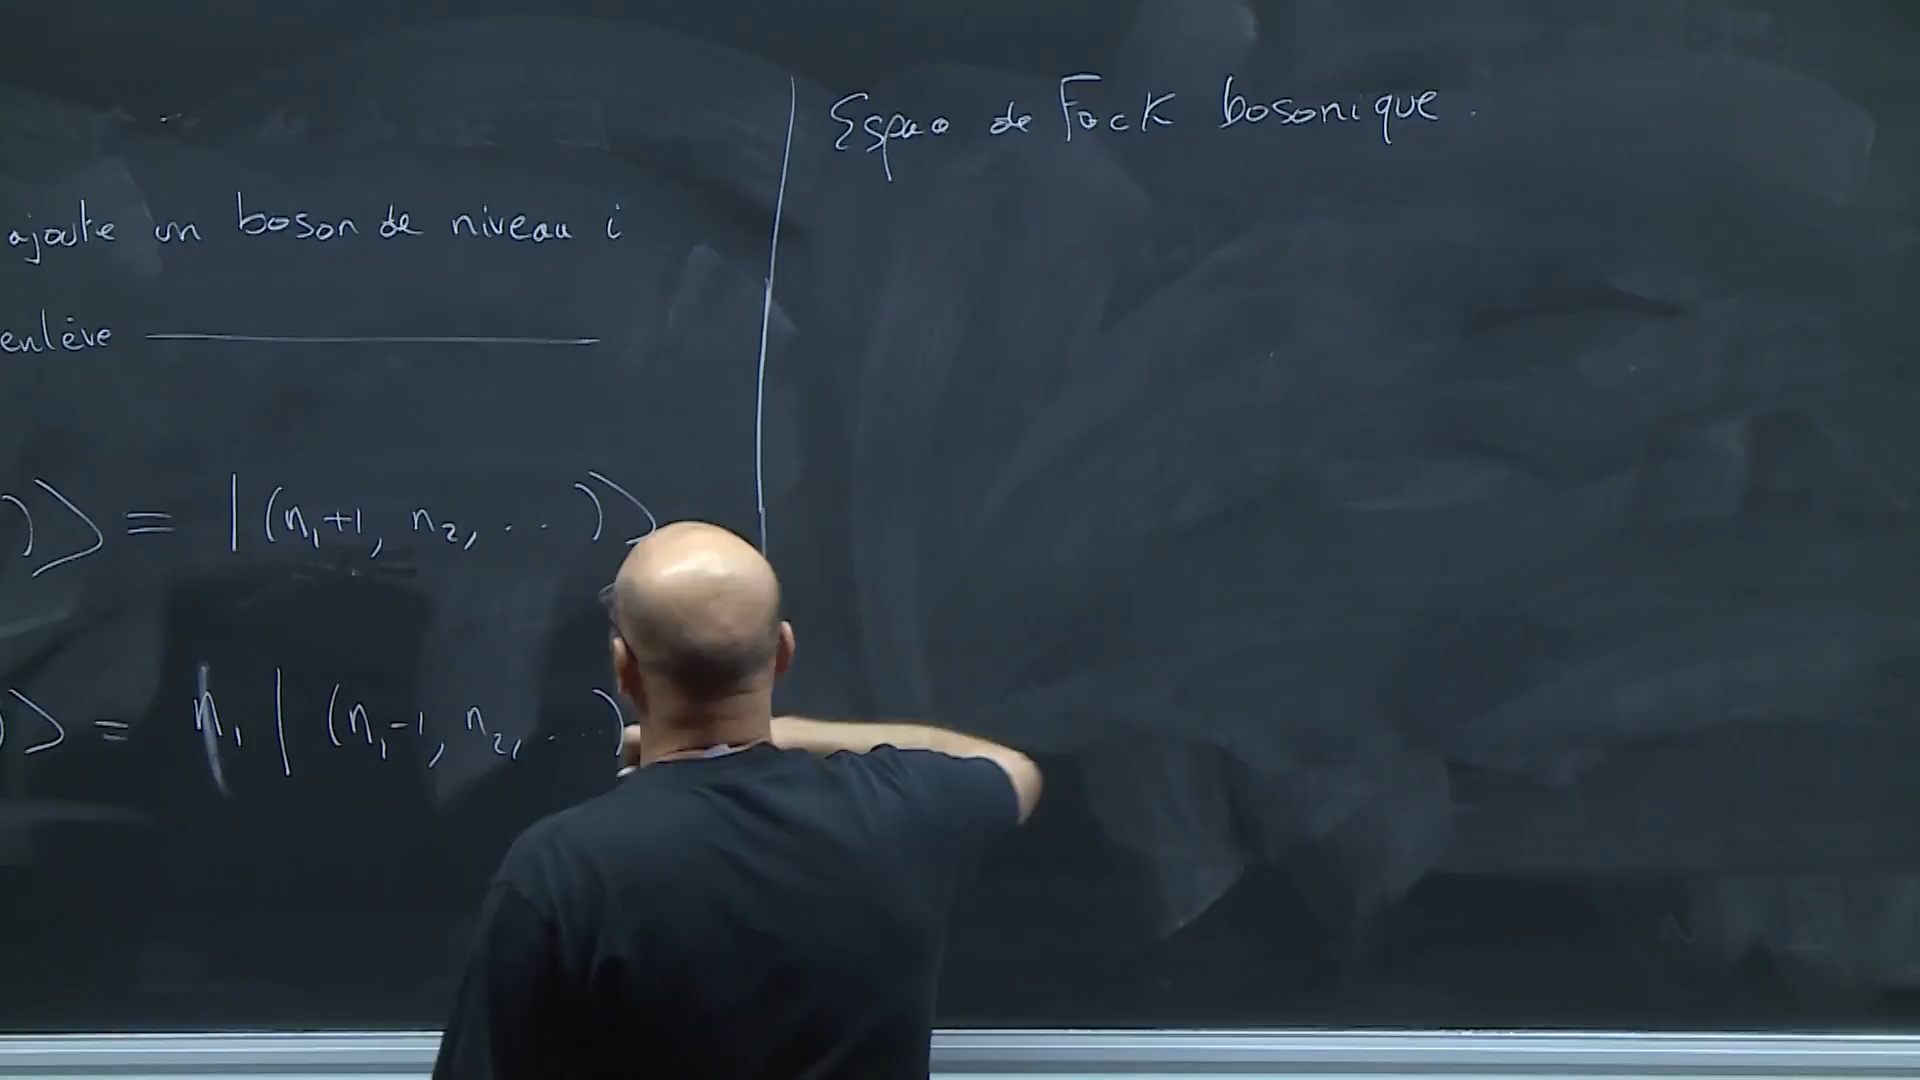 ajoute un boson de niveau i
enlève ————
)⟩ = |(n₁+1, n₂, ...)⟩
)⟩ = n₁ |(n₁-1, n₂, ...)
Espace de Fock bosonique.